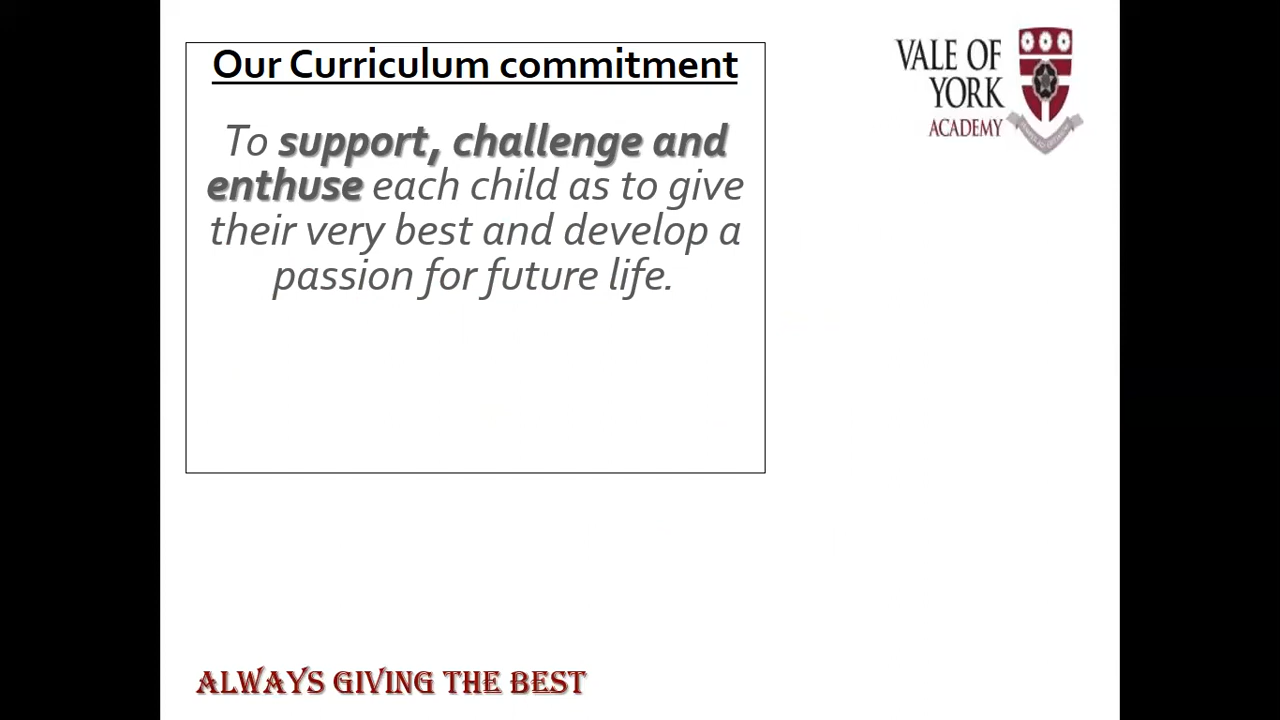 Our Curriculum commitment
To support, challenge and
enthuse each child as to give
their very best and develop a
passion for future life.
VALE OF
YORK
ACADEMY
ALWAYS GIVING THE BEST